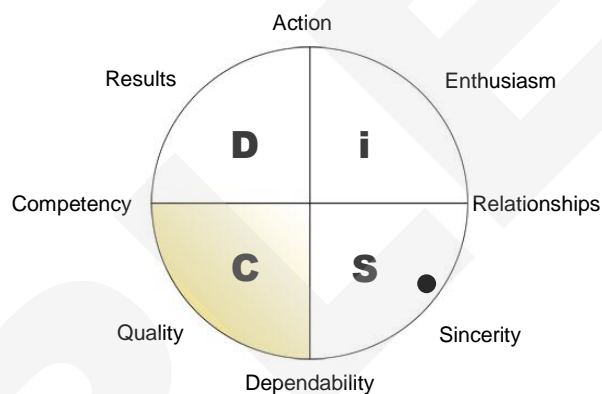 Action
Results
Enthusiasm
D
i
Competency
Relationships
C
S
Quality
Sincerity
Dependability